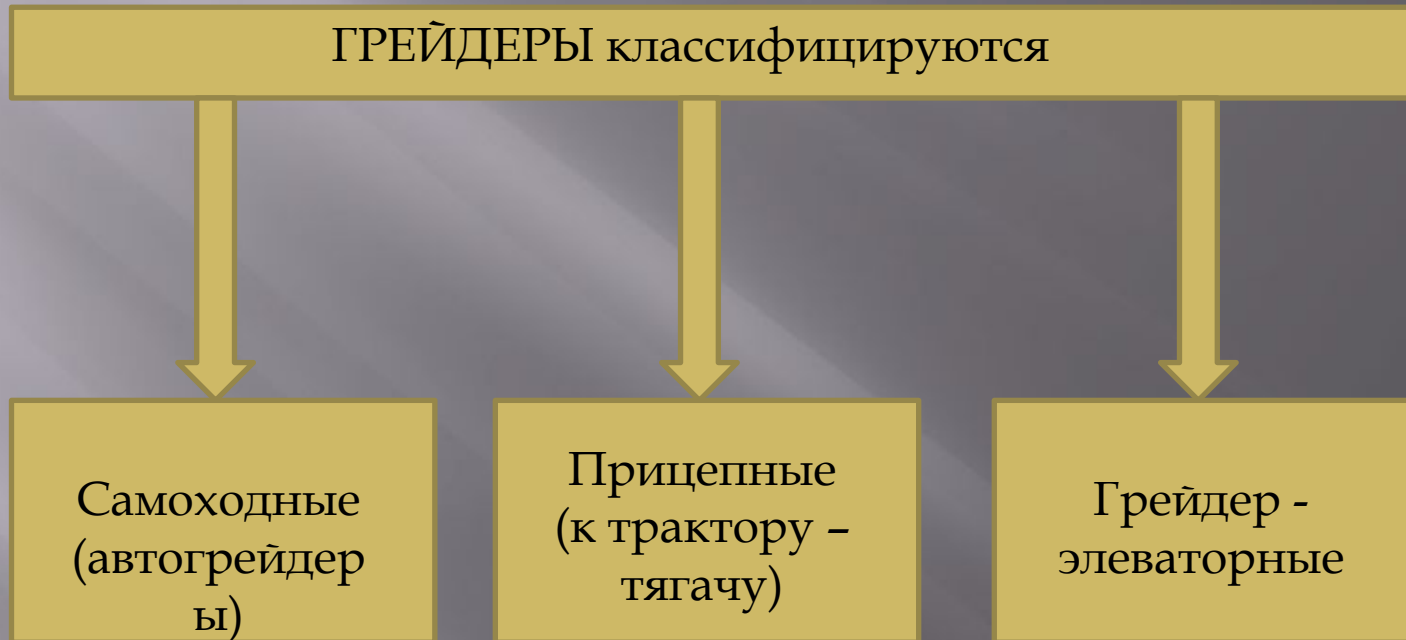 ГРЕЙДЕРЫ классифицируются
Самоходные
(автогрейдер
ы)
Прицепные
(к трактору –
тягачу)
Грейдер -
элеваторные